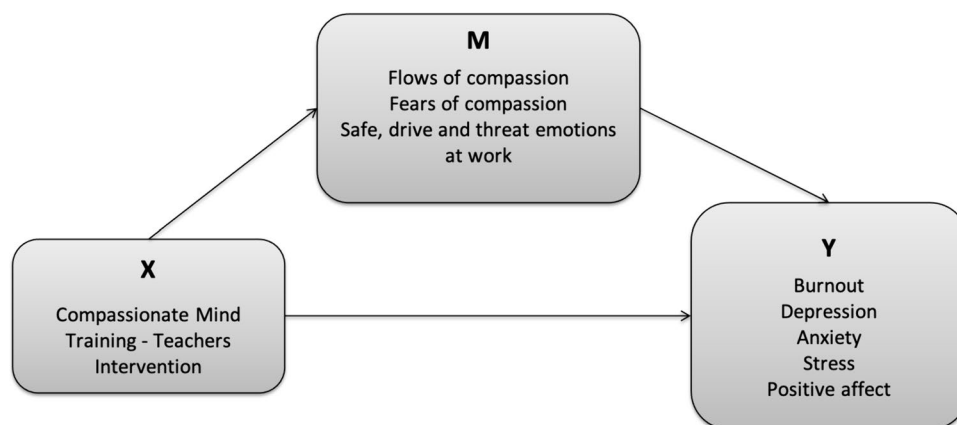 M
Flows of compassion
Fears of compassion
Safe, drive and threat emotions
at work
X
Compassionate Mind
Training - Teachers
Intervention
Y
Burnout
Depression
Anxiety
Stress
Positive affect